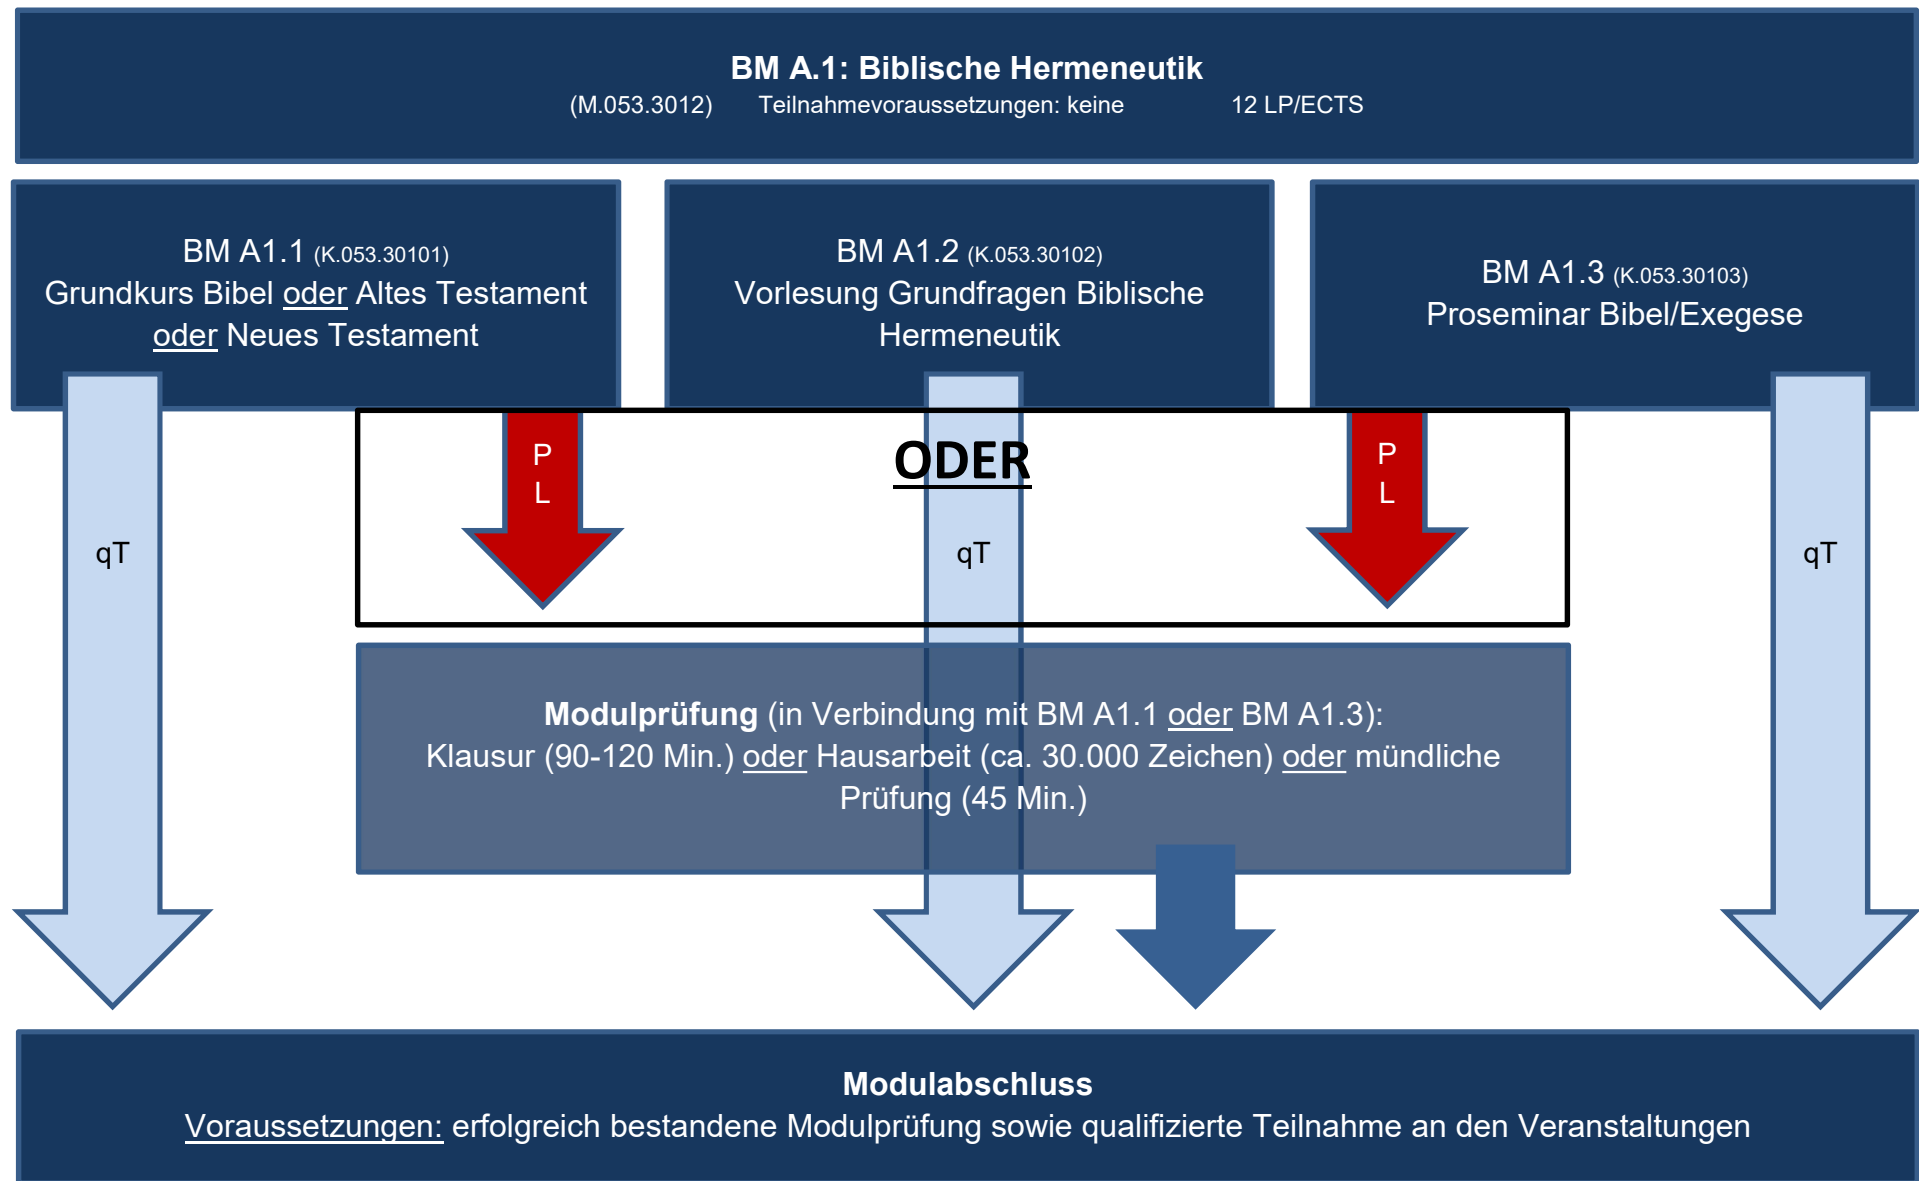 BM A.1: Biblische Hermeneutik
(M.053.3012) Teilnahmevoraussetzungen: keine 12 LP/ECTS
BM A1.1 (K.053.30101)
Grundkurs Bibel oder Altes Testament
oder Neues Testament
BM A1.2 (K.053.30102)
Vorlesung Grundfragen Biblische
Hermeneutik
BM A1.3 (K.053.30103)
Proseminar Bibel/Exegese
qT
P
L
ODER
qT
P
L
qT
Modulprüfung (in Verbindung mit BM A1.1 oder BM A1.3):
Klausur (90-120 Min.) oder Hausarbeit (ca. 30.000 Zeichen) oder mündliche
Prüfung (45 Min.)
Modulabschluss
Voraussetzungen: erfolgreich bestandene Modulprüfung sowie qualifizierte Teilnahme an den Veranstaltungen